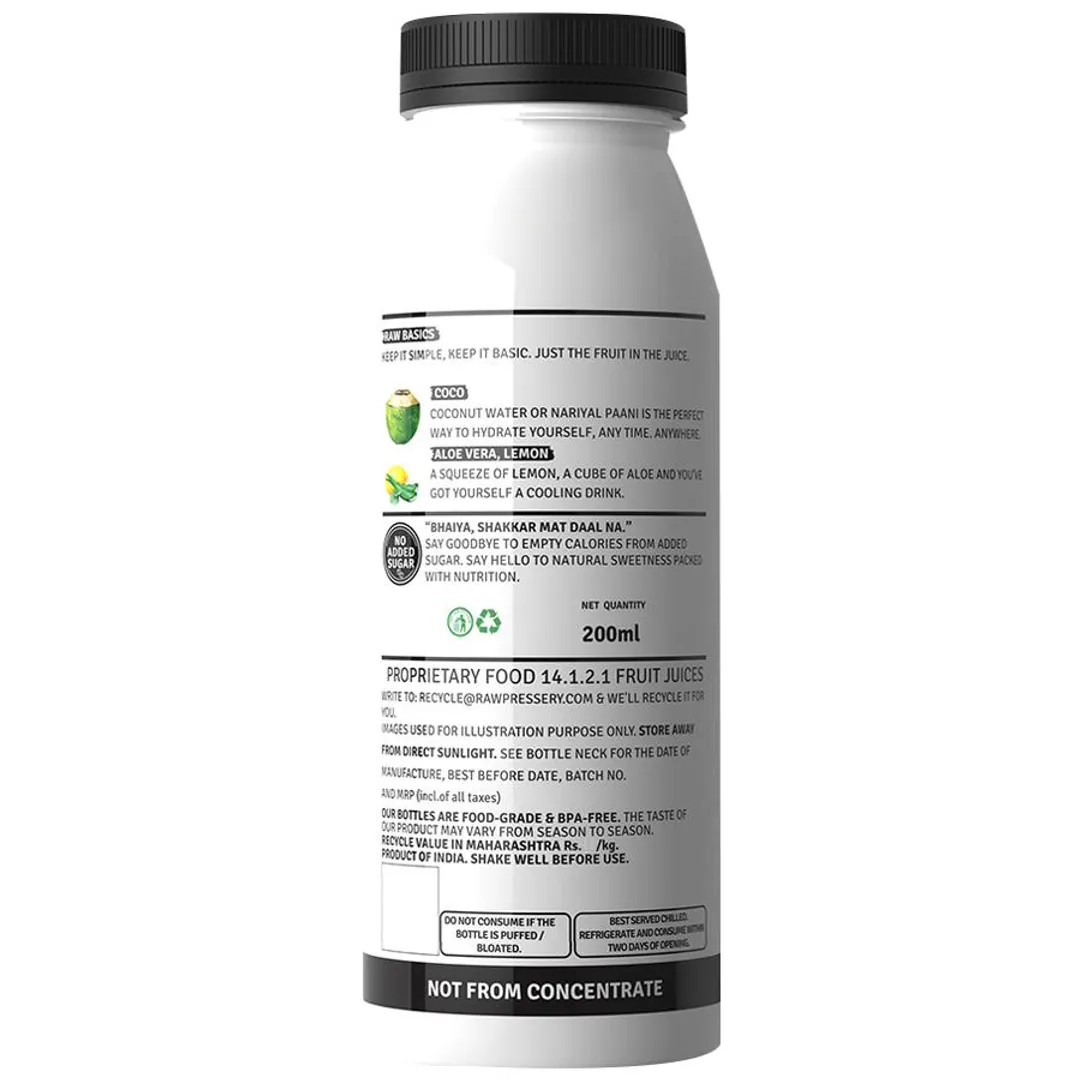 RAW BASICS
KEEP IT SIMPLE, KEEP IT BASIC. JUST THE FRUIT IN THE JUICE.
COCO
COCONUT WATER OR NARIYAL PAANI IS THE PERFECT
WAY TO HYDRATE YOURSELF, ANY TIME. ANYWHERE.
ALOE VERA, LEMON
A SQUEEZE OF LEMON, A CUBE OF ALOE AND YOU'VE
GOT YOURSELF A COOLING DRINK.
NO
ADDED
SUGAR
"BHAIYA, SHAKKAR MAT DAAL NA."
SAY GOODBYE TO EMPTY CALORIES FROM ADDED
SUGAR. SAY HELLO TO NATURAL SWEETNESS PACKED
WITH NUTRITION.
NET QUANTITY
200ml
PROPRIETARY FOOD 14.1.2.1 FRUIT JUICES
WRITE TO: RECYCLE@RAWPRESSERY.COM & WE'LL RECYCLE IT FOR
YOU.
IMAGES USED FOR ILLUSTRATION PURPOSE ONLY. STORE AWAY
FROM DIRECT SUNLIGHT. SEE BOTTLE NECK FOR THE DATE OF
MANUFACTURE, BEST BEFORE DATE, BATCH NO.
AND MRP (incl.of all taxes)
OUR BOTTLES ARE FOOD-GRADE & BPA-FREE. THE TASTE OF
OUR PRODUCT MAY VARY FROM SEASON TO SEASON.
RECYCLE VALUE IN MAHARASHTRA Rs. /kg.
PRODUCT OF INDIA. SHAKE WELL BEFORE USE.
DO NOT CONSUME IF THE
BOTTLE IS PUFFED /
BLOATED.
BEST SERVED CHILLED.
REFRIGERATE AND CONSUME WITHIN
TWO DAYS OF OPENING.
NOT FROM CONCENTRATE